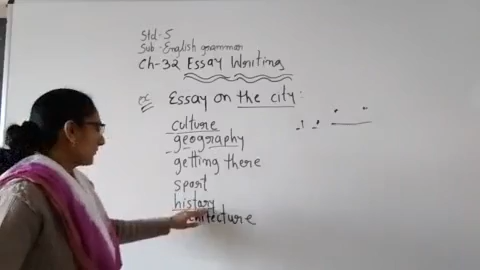 Std-5
Sub-English grammar
Ch-32 Essay Writing
Essay on the city:
culture
geography
getting there
sport
history
chitecture